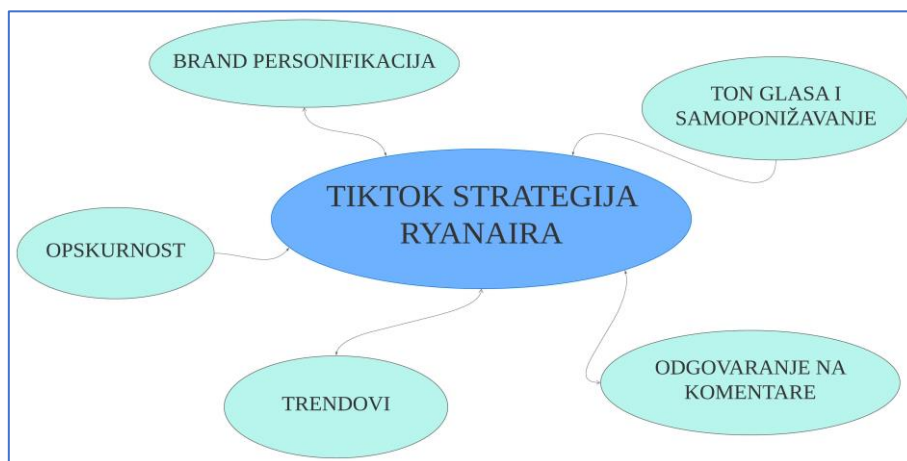 BRAND PERSONIFIKACIJA
TON GLASA I
SAMOPONIŽAVANJE
TIKTOK STRATEGIJA
RYANAIRA
OPSKURNOST
TRENDOVI
ODGOVARANJE NA
KOMENTARE